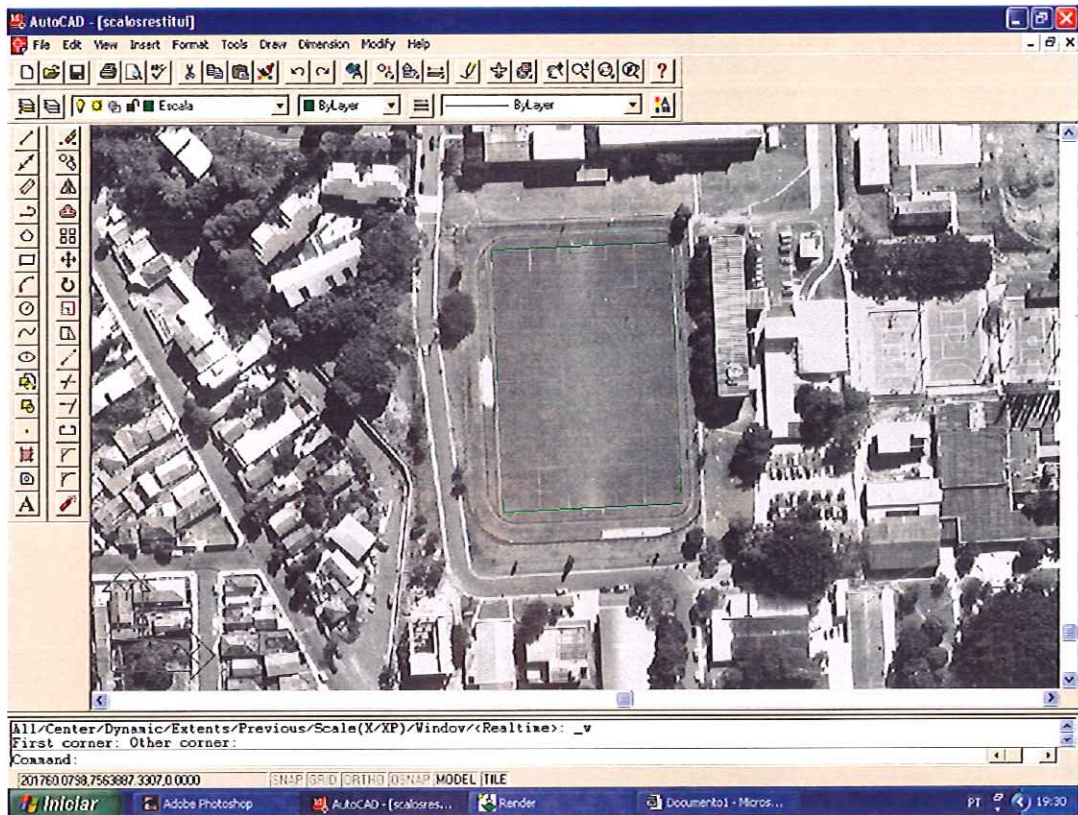 AutoCAD - [scalosrestitui]
File Edit View Insert Format Tools Draw Dimension Modify Help
Escala ByLayer ByLayer
A
All/Center/Dynamic/Extents/Previous/Scale(X/XP)/Window/<Realtime>: _w
First corner: Other corner:
Command:
201760.0798,7563887.3307,0.0000 SNAP GRID ORTHO OSNAP MODEL TILE
Iniciar Adobe Photoshop AutoCAD - [scalosres... Render Documento1 - Micros... PT 19:30